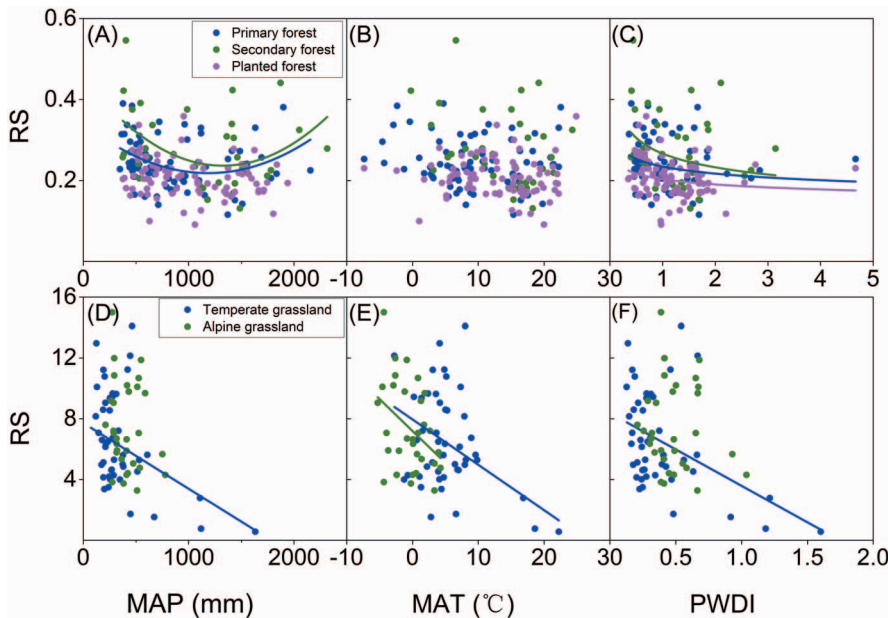 (A)
Primary forest
Secondary forest
Planted forest
(B)
(C)
RS
0.6
0.4
0.2
0
1000
2000
-10
0
10
20
30
1
2
3
4
5
(D)
Temperate grassland
Alpine grassland
(E)
(F)
RS
16
12
8
4
0
1000
2000
-10
0
10
20
30
0.5
1.0
1.5
2.0
MAP (mm)
MAT (℃)
PWDI